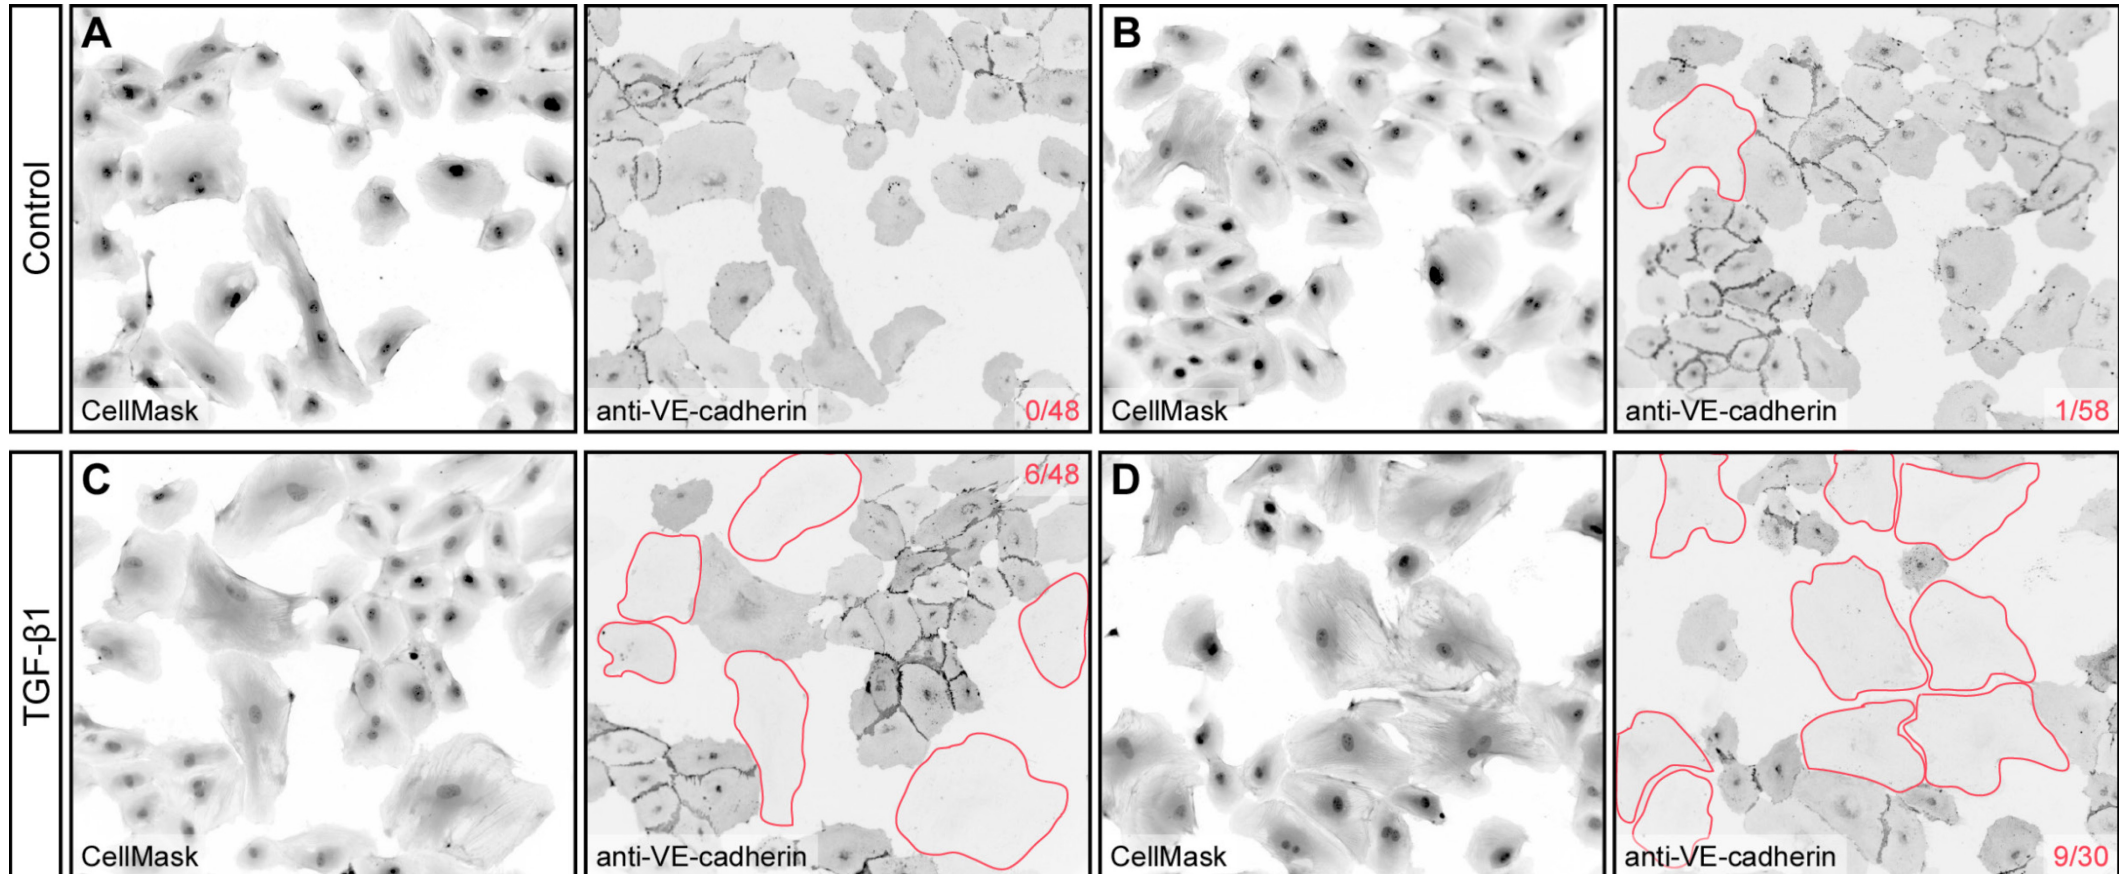 Control
A
CellMask
anti-VE-cadherin
0/48
B
CellMask
anti-VE-cadherin
1/58
TGF-β1
C
CellMask
anti-VE-cadherin
6/48
D
CellMask
anti-VE-cadherin
9/30